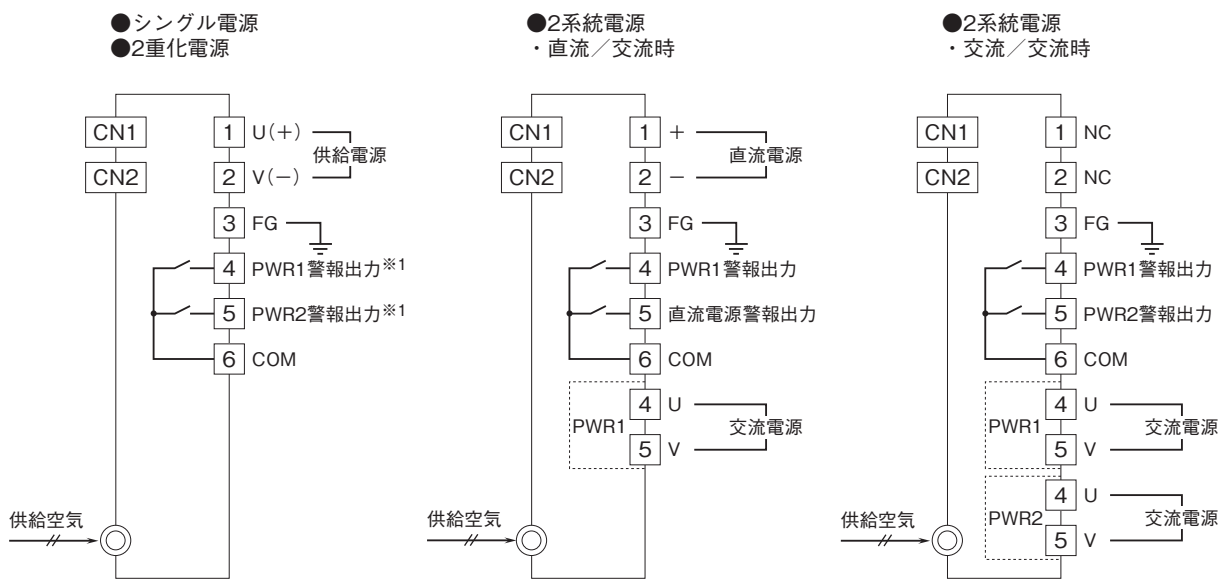 ●シングル電源
●2重化電源
CN1
CN2
1 U(+)
供給電源
2 V(−)
3 FG
4 PWR1警報出力※1
5 PWR2警報出力※1
6 COM
供給空気
●2系統電源
・直流／交流時
CN1
CN2
1 +
直流電源
2 −
3 FG
4 PWR1警報出力
5 直流電源警報出力
6 COM
PWR1
4 U
交流電源
5 V
供給空気
●2系統電源
・交流／交流時
CN1
CN2
1 NC
2 NC
3 FG
4 PWR1警報出力
5 PWR2警報出力
6 COM
PWR1
4 U
交流電源
5 V
PWR2
4 U
交流電源
5 V
供給空気